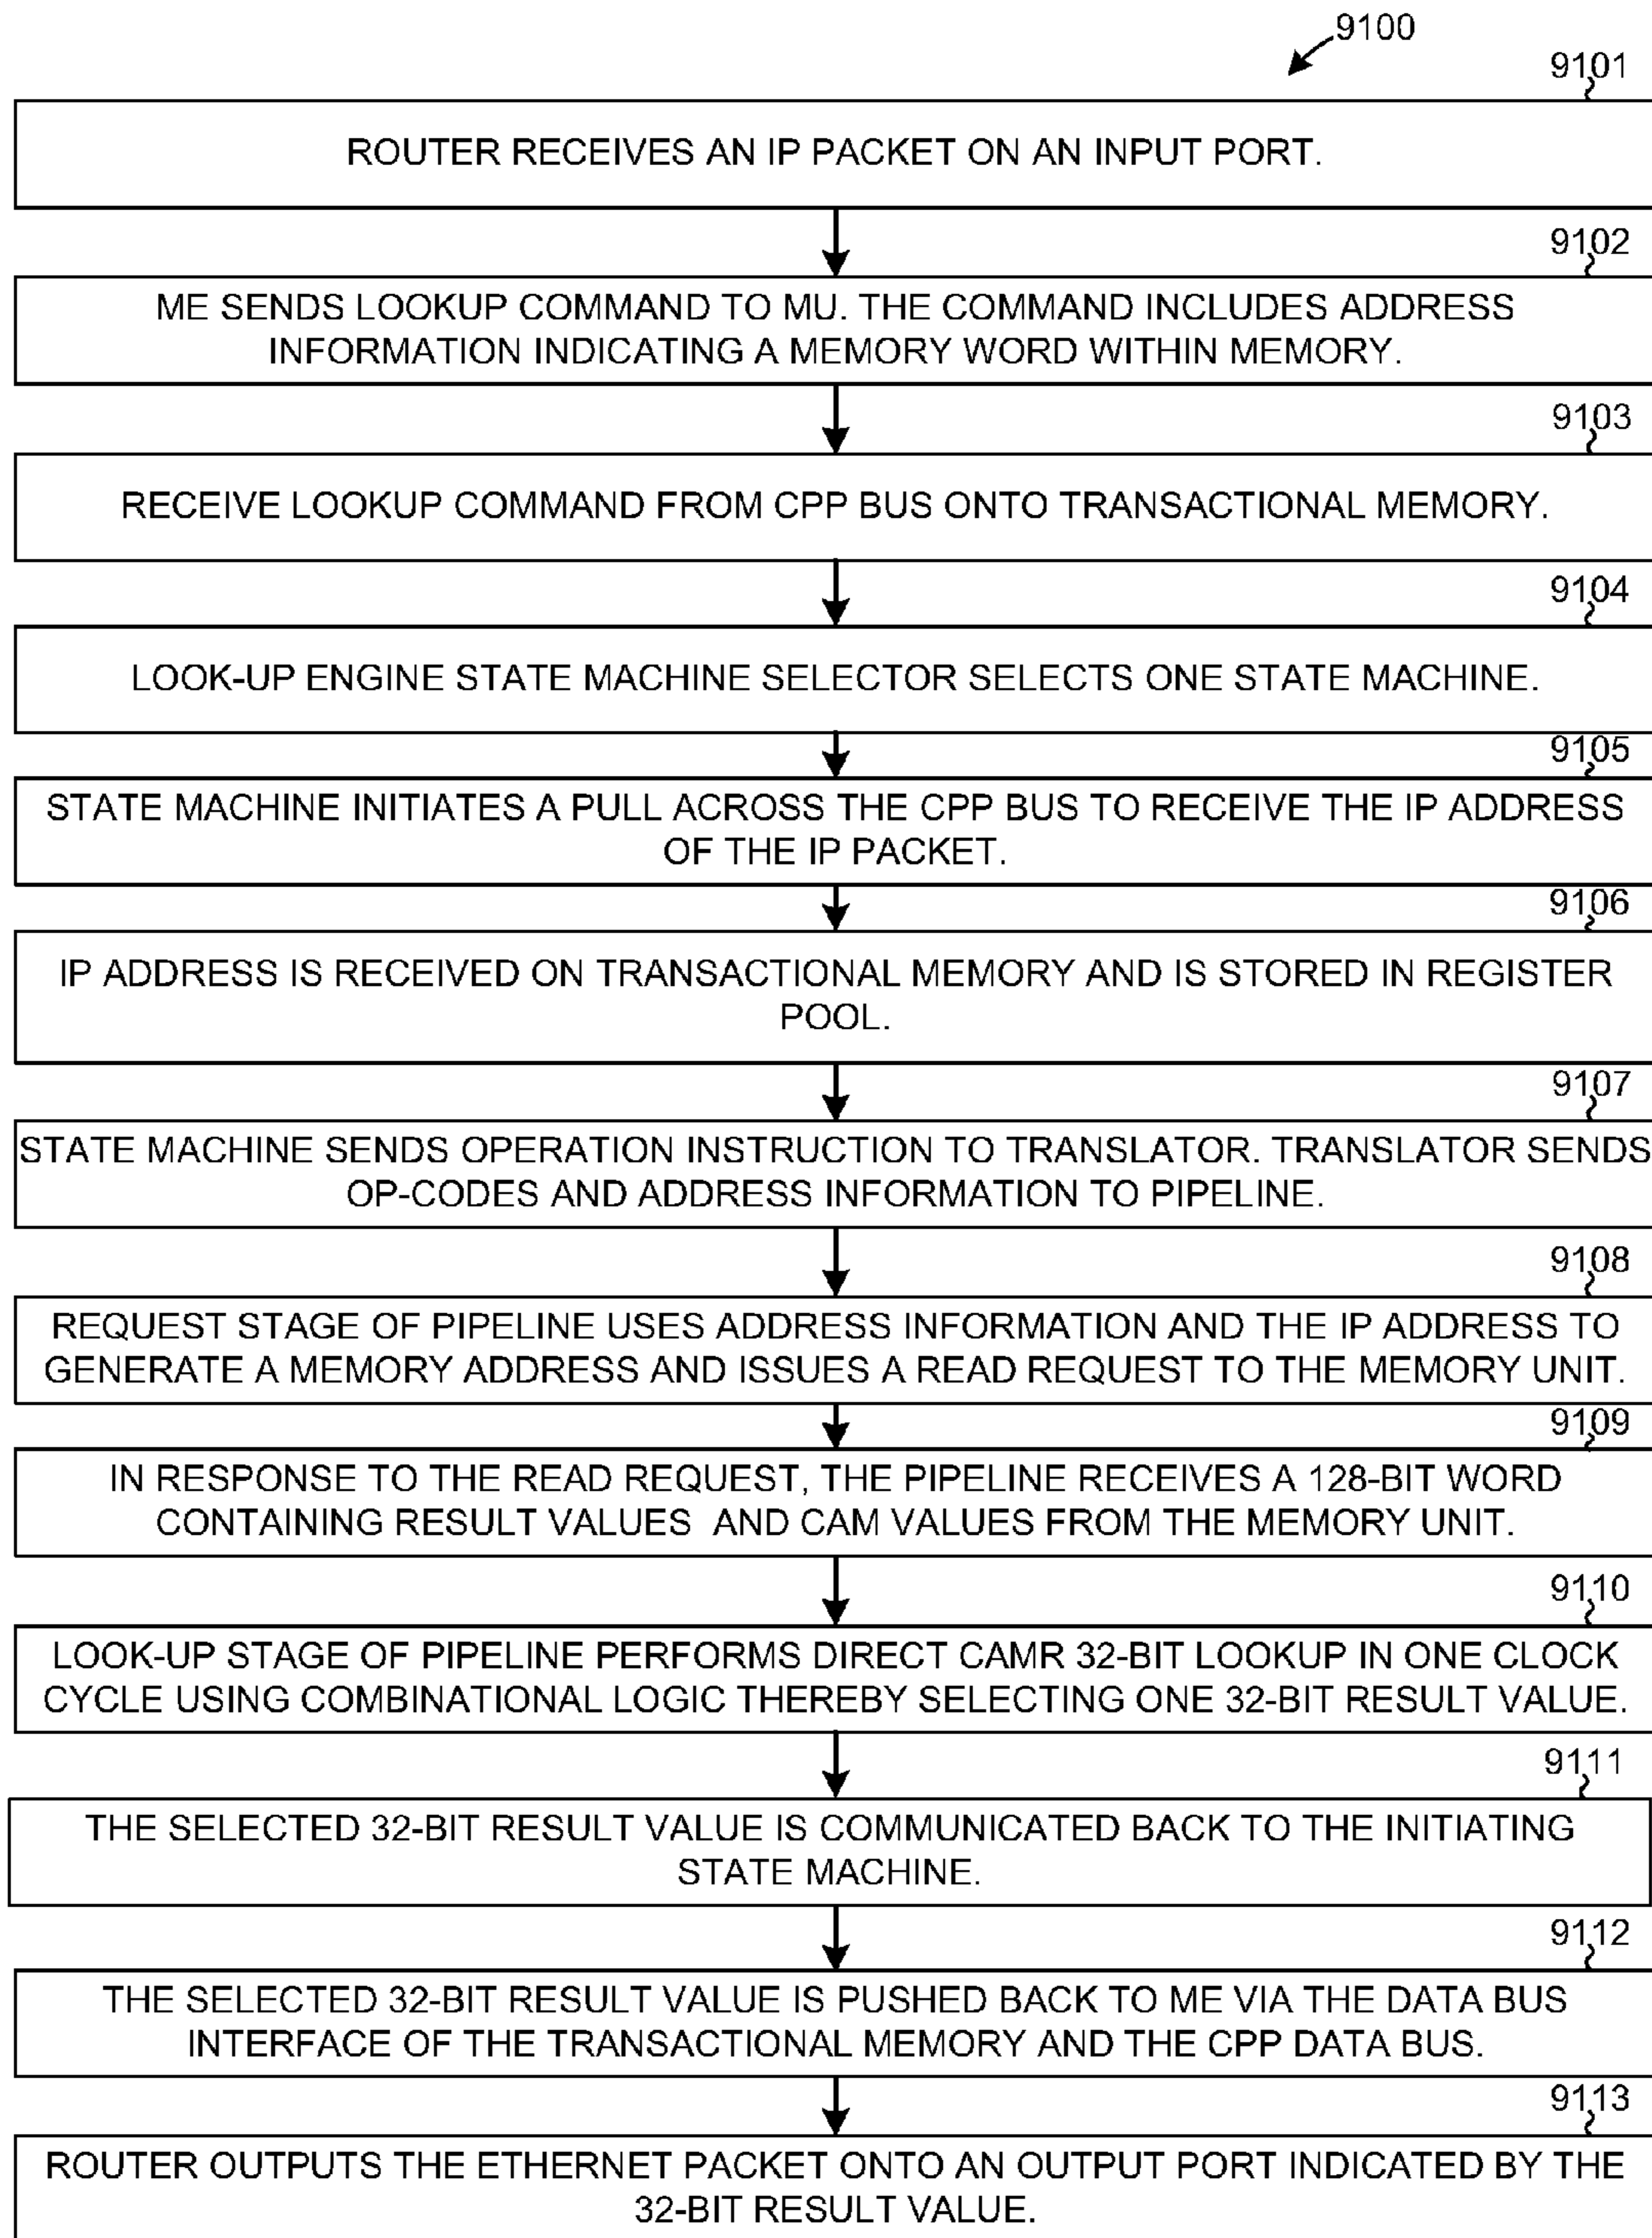 9100
9101
ROUTER RECEIVES AN IP PACKET ON AN INPUT PORT.
9102
ME SENDS LOOKUP COMMAND TO MU. THE COMMAND INCLUDES ADDRESS
INFORMATION INDICATING A MEMORY WORD WITHIN MEMORY.
9103
RECEIVE LOOKUP COMMAND FROM CPP BUS ONTO TRANSACTIONAL MEMORY.
9104
LOOK-UP ENGINE STATE MACHINE SELECTOR SELECTS ONE STATE MACHINE.
9105
STATE MACHINE INITIATES A PULL ACROSS THE CPP BUS TO RECEIVE THE IP ADDRESS
OF THE IP PACKET.
9106
IP ADDRESS IS RECEIVED ON TRANSACTIONAL MEMORY AND IS STORED IN REGISTER
POOL.
9107
STATE MACHINE SENDS OPERATION INSTRUCTION TO TRANSLATOR. TRANSLATOR SENDS
OP-CODES AND ADDRESS INFORMATION TO PIPELINE.
9108
REQUEST STAGE OF PIPELINE USES ADDRESS INFORMATION AND THE IP ADDRESS TO
GENERATE A MEMORY ADDRESS AND ISSUES A READ REQUEST TO THE MEMORY UNIT.
9109
IN RESPONSE TO THE READ REQUEST, THE PIPELINE RECEIVES A 128-BIT WORD
CONTAINING RESULT VALUES AND CAM VALUES FROM THE MEMORY UNIT.
9110
LOOK-UP STAGE OF PIPELINE PERFORMS DIRECT CAMR 32-BIT LOOKUP IN ONE CLOCK
CYCLE USING COMBINATIONAL LOGIC THEREBY SELECTING ONE 32-BIT RESULT VALUE.
9111
THE SELECTED 32-BIT RESULT VALUE IS COMMUNICATED BACK TO THE INITIATING
STATE MACHINE.
9112
THE SELECTED 32-BIT RESULT VALUE IS PUSHED BACK TO ME VIA THE DATA BUS
INTERFACE OF THE TRANSACTIONAL MEMORY AND THE CPP DATA BUS.
9113
ROUTER OUTPUTS THE ETHERNET PACKET ONTO AN OUTPUT PORT INDICATED BY THE
32-BIT RESULT VALUE.